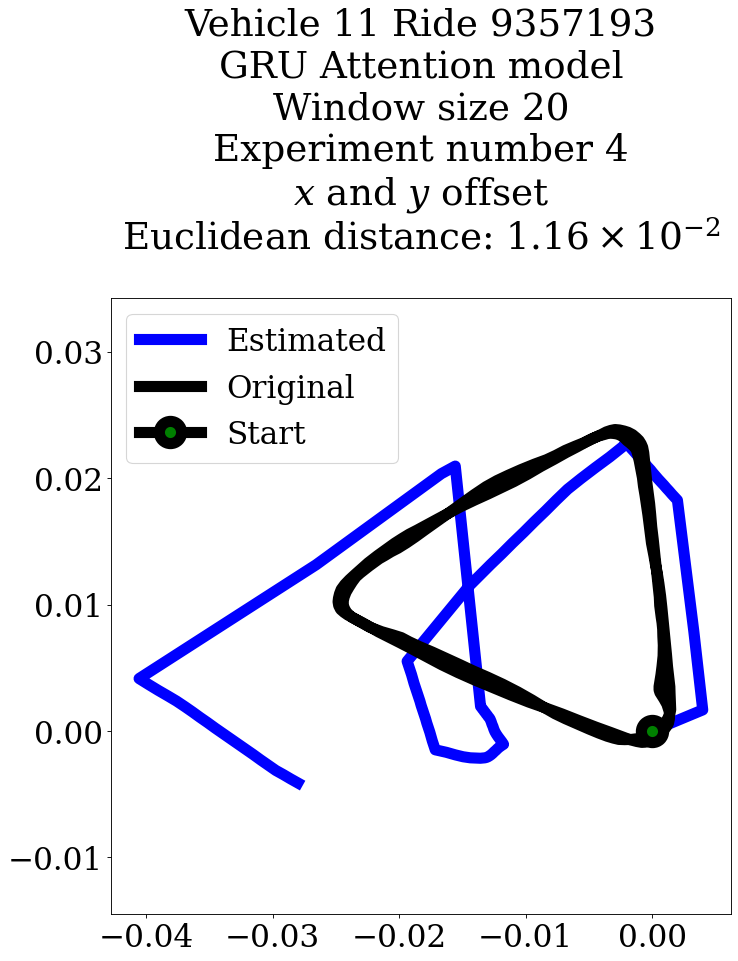 Vehicle 11 Ride 9357193
GRU Attention model
Window size 20
Experiment number 4
x and y offset
Euclidean distance: 1.16 × 10⁻²
Estimated
Original
Start
0.03
0.02
0.01
0.00
−0.01
−0.04 −0.03 −0.02 −0.01 0.00